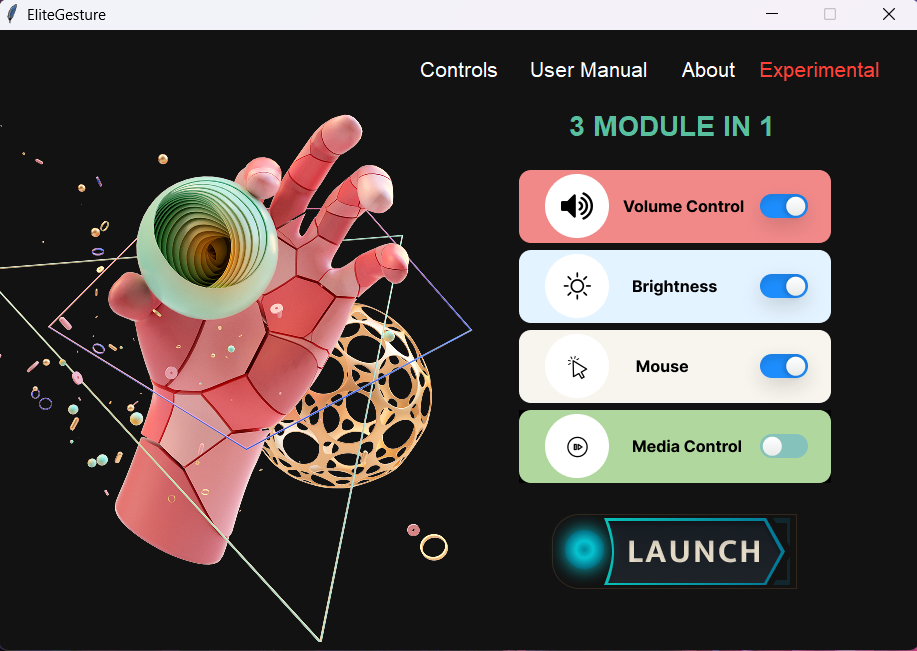 EliteGesture
Controls User Manual About Experimental
3 MODULE IN 1
Volume Control
Brightness
Mouse
Media Control
LAUNCH